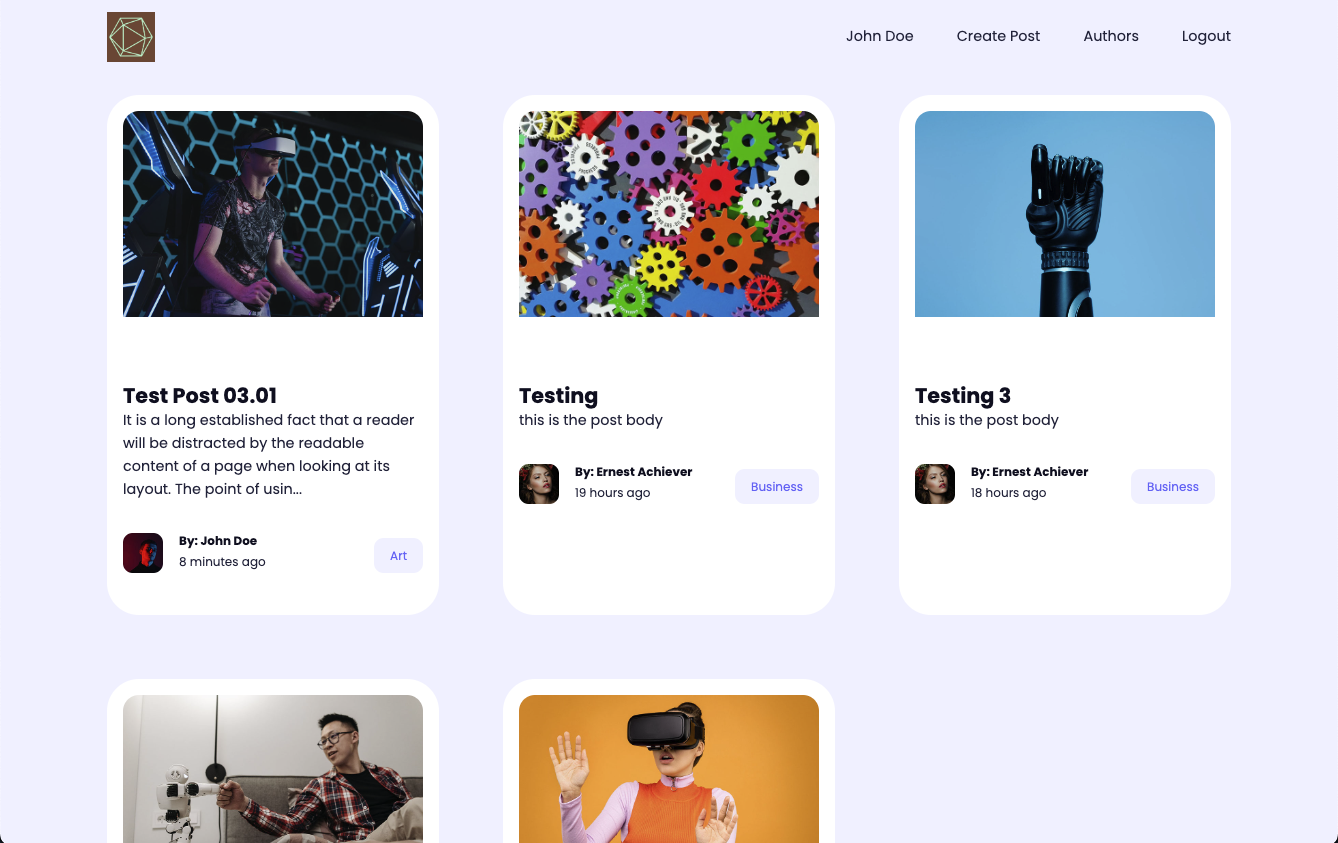 John Doe
Create Post
Authors
Logout
Test Post 03.01
It is a long established fact that a reader
will be distracted by the readable
content of a page when looking at its
layout. The point of usin...
By: John Doe
8 minutes ago
Art
Testing
this is the post body
By: Ernest Achiever
19 hours ago
Business
Testing 3
this is the post body
By: Ernest Achiever
18 hours ago
Business